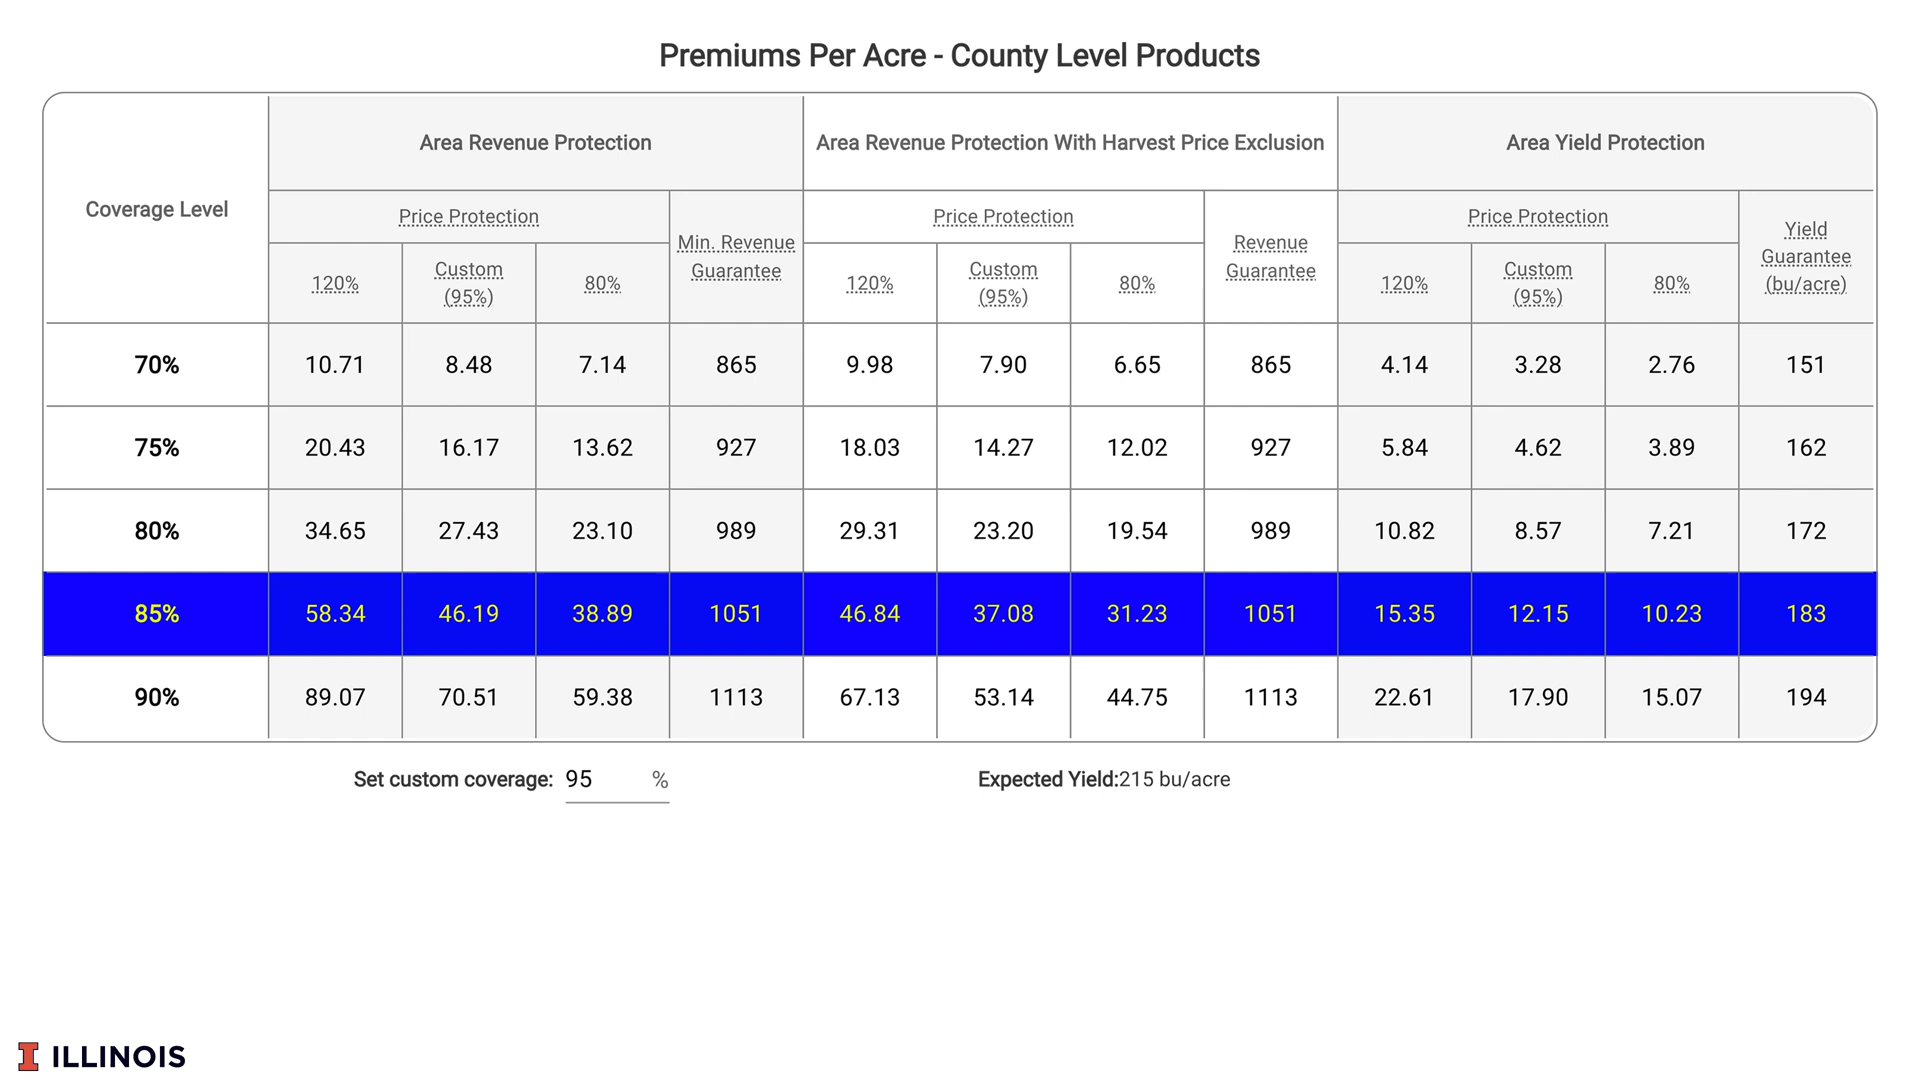 Premiums Per Acre - County Level Products
Coverage Level
Area Revenue Protection
Area Revenue Protection With Harvest Price Exclusion
Area Yield Protection
Price Protection
Min. Revenue
Guarantee
Price Protection
Revenue
Guarantee
Price Protection
Yield
Guarantee
(bu/acre)
120%
Custom
(95%)
80%
120%
Custom
(95%)
80%
120%
Custom
(95%)
80%
70% 10.71 8.48 7.14 865 9.98 7.90 6.65 865 4.14 3.28 2.76 151
75% 20.43 16.17 13.62 927 18.03 14.27 12.02 927 5.84 4.62 3.89 162
80% 34.65 27.43 23.10 989 29.31 23.20 19.54 989 10.82 8.57 7.21 172
85% 58.34 46.19 38.89 1051 46.84 37.08 31.23 1051 15.35 12.15 10.23 183
90% 89.07 70.51 59.38 1113 67.13 53.14 44.75 1113 22.61 17.90 15.07 194
Set custom coverage: 95 %
Expected Yield:215 bu/acre
I ILLINOIS